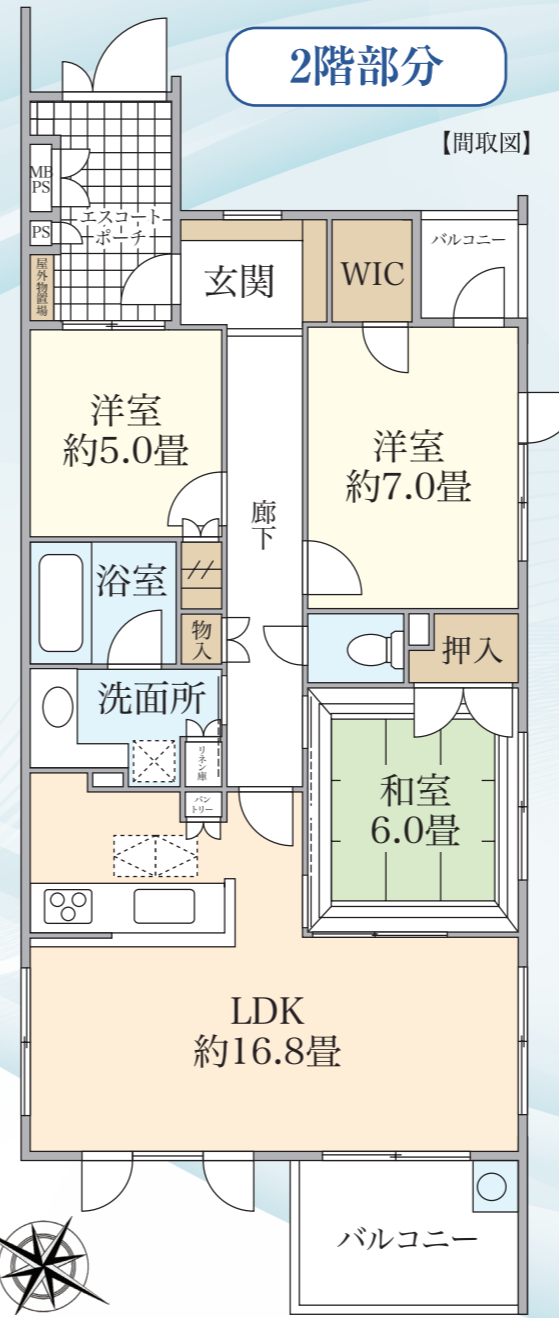 2階部分
【間取図】
MB
PS
エスコート
ポーチ
PS
屋外物置場
玄関
WIC
バルコニー
洋室
約5.0畳
洋室
約7.0畳
廊下
浴室
物入
押入
洗面所
リネン庫
パン
トリー
和室
6.0畳
LDK
約16.8畳
バルコニー